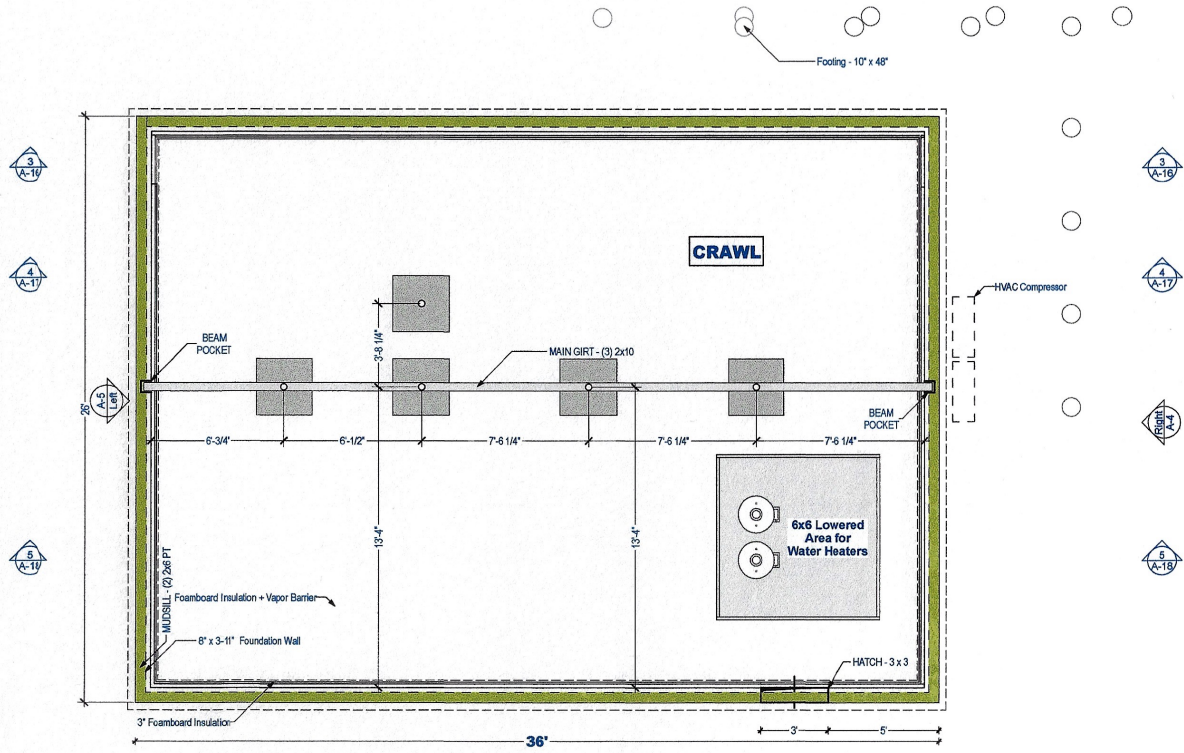 Footing - 10" x 48"
3
A-16
3
A-16
CRAWL
4
A-17
4
A-17
HVAC Compressor
BEAM
POCKET
3'-8 1/4"
MAIN GIRT - (3) 2x10
26'
A-5
Left
BEAM
POCKET
Right
A-4
6'-3/4"
6'-1/2"
7'-6 1/4"
7'-6 1/4"
7'-6 1/4"
13'-4"
13'-4"
6x6 Lowered
Area for
Water Heaters
5
A-18
5
A-18
MUDSILL - (2) 2x6 PT
Foamboard Insulation + Vapor Barrier
8" x 3-11" Foundation Wall
HATCH - 3 x 3
3" Foamboard Insulation
3'
5'
36'